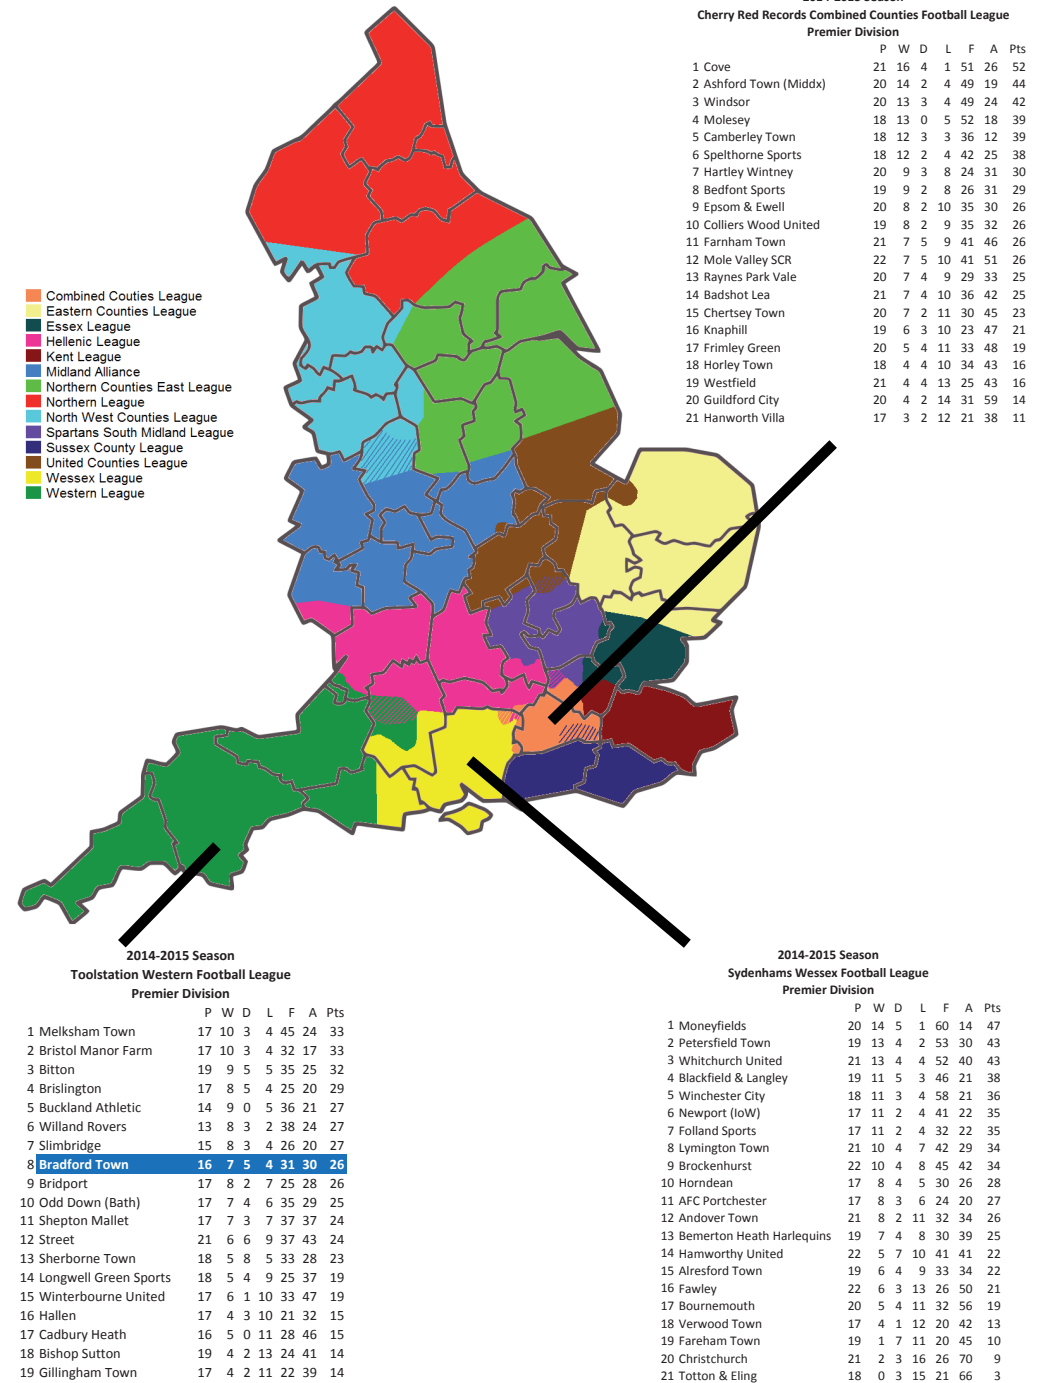 Cherry Red Records Combined Counties Football League
Premier Division
P W D L F A Pts
1 Cove 21 16 4 1 51 26 52
2 Ashford Town (Middx) 20 14 2 4 49 19 44
3 Windsor 20 13 3 4 49 24 42
4 Molesey 18 13 0 5 52 18 39
5 Camberley Town 18 12 3 3 36 12 39
6 Spelthorne Sports 18 12 2 4 42 25 38
7 Hartley Wintney 20 9 3 8 24 31 30
8 Bedfont Sports 19 9 2 8 26 31 29
9 Epsom & Ewell 20 8 2 10 35 30 26
10 Colliers Wood United 19 8 2 9 35 32 26
11 Farnham Town 21 7 5 9 41 46 26
12 Mole Valley SCR 22 7 5 10 41 51 26
13 Raynes Park Vale 20 7 4 9 29 33 25
14 Badshot Lea 21 7 4 10 36 42 25
15 Chertsey Town 20 7 2 11 30 45 23
16 Knaphill 19 6 3 10 23 47 21
17 Frimley Green 20 5 4 11 33 48 19
18 Horley Town 18 4 4 10 34 43 16
19 Westfield 21 4 4 13 25 43 16
20 Guildford City 20 4 2 14 31 59 14
21 Hanworth Villa 17 3 2 12 21 38 11
Combined Couties League
Eastern Counties League
Essex League
Hellenic League
Kent League
Midland Alliance
Northern Counties East League
Northern League
North West Counties League
Spartans South Midland League
Sussex County League
United Counties League
Wessex League
Western League
2014-2015 Season
Toolstation Western Football League
Premier Division
P W D L F A Pts
1 Melksham Town 17 10 3 4 45 24 33
2 Bristol Manor Farm 17 10 3 4 32 17 33
3 Bitton 19 9 5 5 35 25 32
4 Brislington 17 8 5 4 25 20 29
5 Buckland Athletic 14 9 0 5 36 21 27
6 Willand Rovers 13 8 3 2 38 24 27
7 Slimbridge 15 8 3 4 26 20 27
8 Bradford Town 16 7 5 4 31 30 26
9 Bridport 17 8 2 7 25 28 26
10 Odd Down (Bath) 17 7 4 6 35 29 25
11 Shepton Mallet 17 7 3 7 37 37 24
12 Street 21 6 6 9 37 43 24
13 Sherborne Town 18 5 8 5 33 28 23
14 Longwell Green Sports 18 5 4 9 25 37 19
15 Winterbourne United 17 6 1 10 33 47 19
16 Hallen 17 4 3 10 21 32 15
17 Cadbury Heath 16 5 0 11 28 46 15
18 Bishop Sutton 19 4 2 13 24 41 14
19 Gillingham Town 17 4 2 11 22 39 14
2014-2015 Season
Sydenhams Wessex Football League
Premier Division
P W D L F A Pts
1 Moneyfields 20 14 5 1 60 14 47
2 Petersfield Town 19 13 4 2 53 30 43
3 Whitchurch United 21 13 4 4 52 40 43
4 Blackfield & Langley 19 11 5 3 46 21 38
5 Winchester City 18 11 3 4 58 21 36
6 Newport (IoW) 17 11 2 4 41 22 35
7 Folland Sports 17 11 2 4 32 22 35
8 Lymington Town 21 10 4 7 42 29 34
9 Brockenhurst 22 10 4 8 45 42 34
10 Horndean 17 8 4 5 30 26 28
11 AFC Portchester 17 8 3 6 24 20 27
12 Andover Town 21 8 2 11 32 34 26
13 Bemerton Heath Harlequins 19 7 4 8 30 39 25
14 Hamworthy United 22 5 7 10 41 41 22
15 Alresford Town 19 6 4 9 33 34 22
16 Fawley 22 6 3 13 26 50 21
17 Bournemouth 20 5 4 11 32 56 19
18 Verwood Town 17 4 1 12 20 42 13
19 Fareham Town 19 1 7 11 20 45 10
20 Christchurch 21 2 3 16 26 70 9
21 Totton & Eling 18 0 3 15 21 66 3